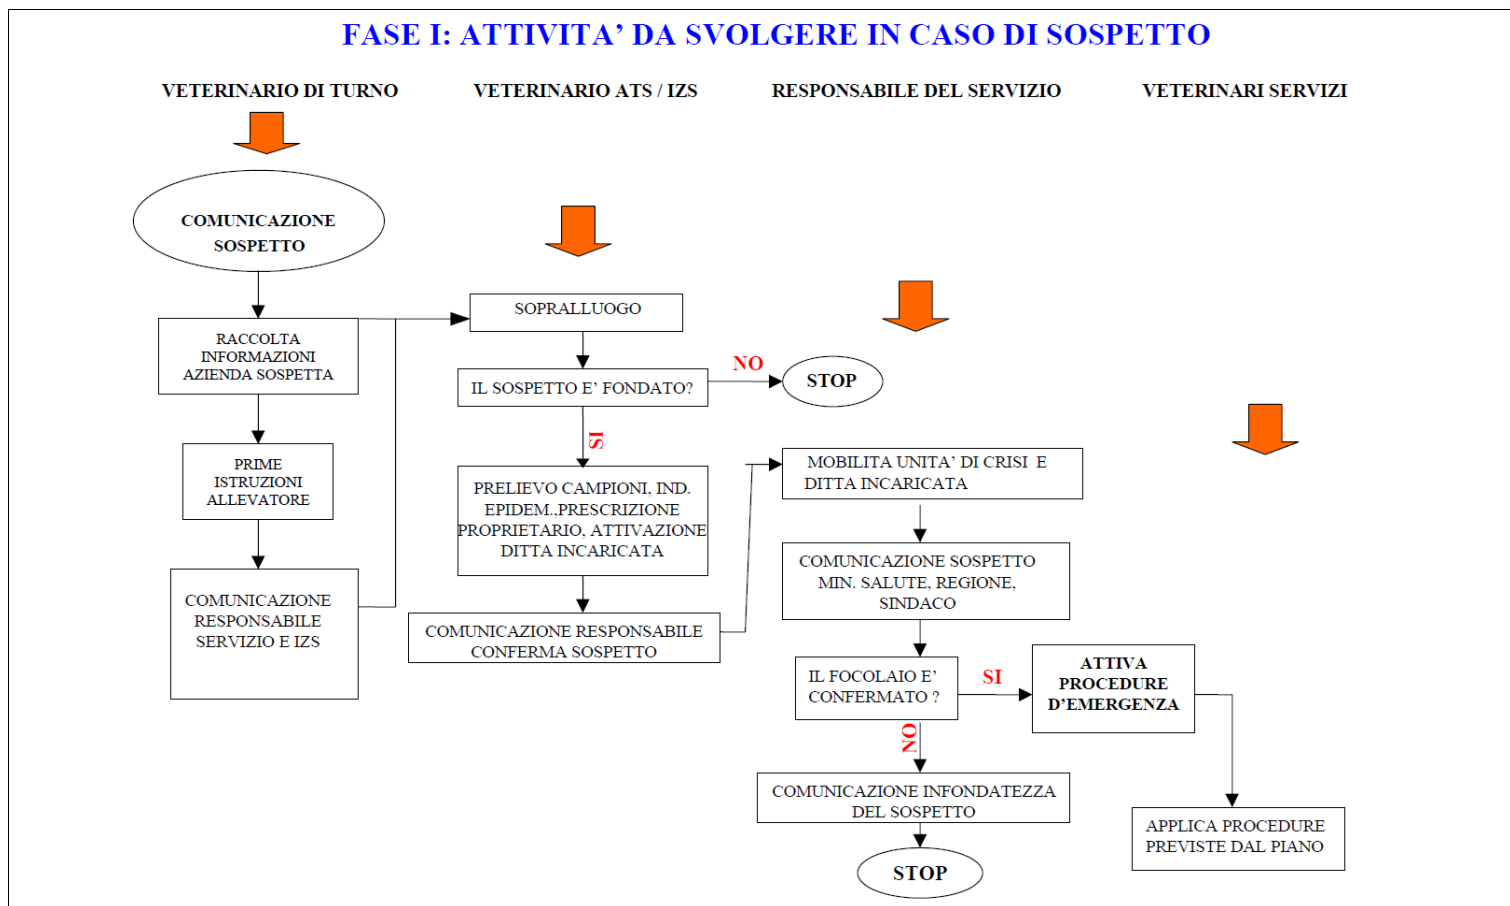 FASE I: ATTIVITA’ DA SVOLGERE IN CASO DI SOSPETTO
VETERINARIO DI TURNO
VETERINARIO ATS / IZS
RESPONSABILE DEL SERVIZIO
VETERINARI SERVIZI
COMUNICAZIONE
SOSPETTO
RACCOLTA
INFORMAZIONI
AZIENDA SOSPETTA
PRIME
ISTRUZIONI
ALLEVATORE
COMUNICAZIONE
RESPONSABILE
SERVIZIO E IZS
SOPRALLUOGO
IL SOSPETTO E’ FONDATO?
NO
STOP
SI
PRELIEVO CAMPIONI, IND.
EPIDEM.,PRESCRIZIONE
PROPRIETARIO, ATTIVAZIONE
DITTA INCARICATA
COMUNICAZIONE RESPONSABILE
CONFERMA SOSPETTO
MOBILITA UNITA’ DI CRISI E
DITTA INCARICATA
COMUNICAZIONE SOSPETTO
MIN. SALUTE, REGIONE,
SINDACO
IL FOCOLAIO E’
CONFERMATO ?
SI
ATTIVA
PROCEDURE
D’EMERGENZA
NO
COMUNICAZIONE INFONDATEZZA
DEL SOSPETTO
STOP
APPLICA PROCEDURE
PREVISTE DAL PIANO